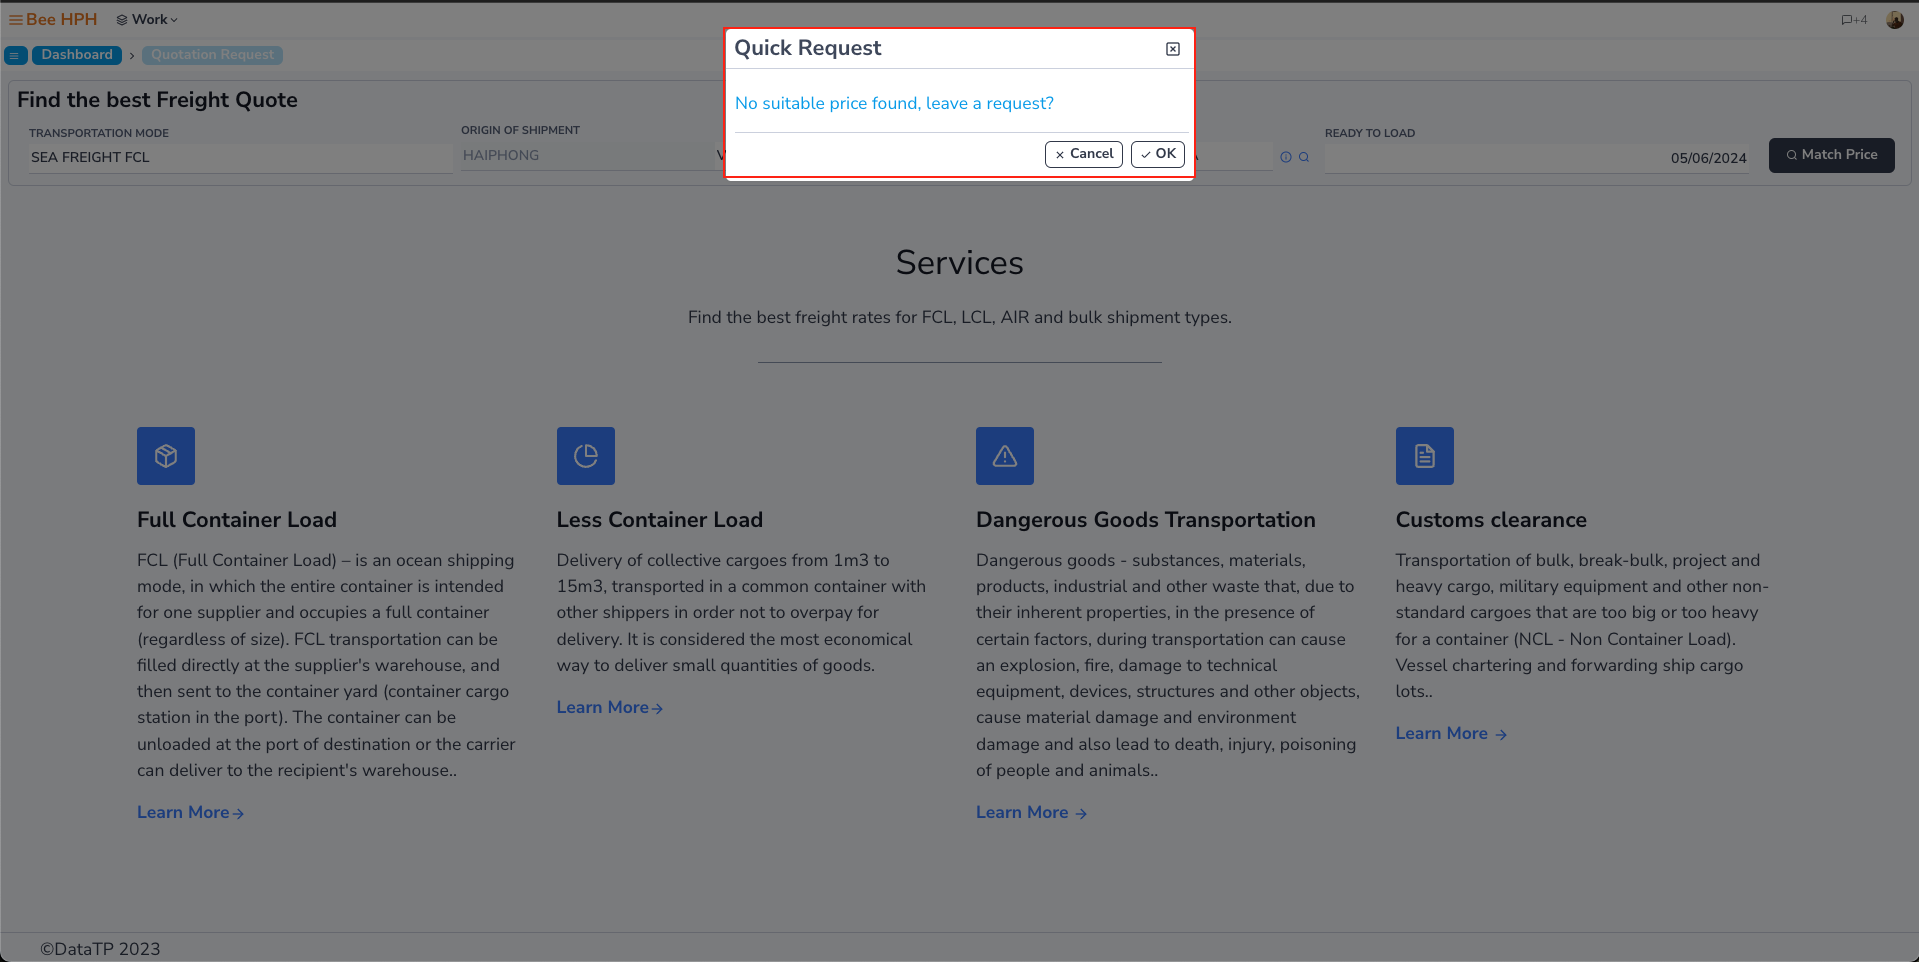 Bee HPH
Work
+4
Dashboard
Quotation Request
Quick Request
No suitable price found, leave a request?
Cancel
OK
Find the best Freight Quote
TRANSPORTATION MODE
SEA FREIGHT FCL
ORIGIN OF SHIPMENT
HAIPHONG
READY TO LOAD
05/06/2024
Match Price
Services
Find the best freight rates for FCL, LCL, AIR and bulk shipment types.
Full Container Load
FCL (Full Container Load) – is an ocean shipping
mode, in which the entire container is intended
for one supplier and occupies a full container
(regardless of size). FCL transportation can be
filled directly at the supplier's warehouse, and
then sent to the container yard (container cargo
station in the port). The container can be
unloaded at the port of destination or the carrier
can deliver to the recipient's warehouse..
Learn More
Less Container Load
Delivery of collective cargoes from 1m3 to
15m3, transported in a common container with
other shippers in order not to overpay for
delivery. It is considered the most economical
way to deliver small quantities of goods.
Learn More
Dangerous Goods Transportation
Dangerous goods - substances, materials,
products, industrial and other waste that, due to
their inherent properties, in the presence of
certain factors, during transportation can cause
an explosion, fire, damage to technical
equipment, devices, structures and other objects,
cause material damage and environment
damage and also lead to death, injury, poisoning
of people and animals..
Learn More
Customs clearance
Transportation of bulk, break-bulk, project and
heavy cargo, military equipment and other non-
standard cargoes that are too big or too heavy
for a container (NCL - Non Container Load).
Vessel chartering and forwarding ship cargo
lots..
Learn More
©DataTP 2023